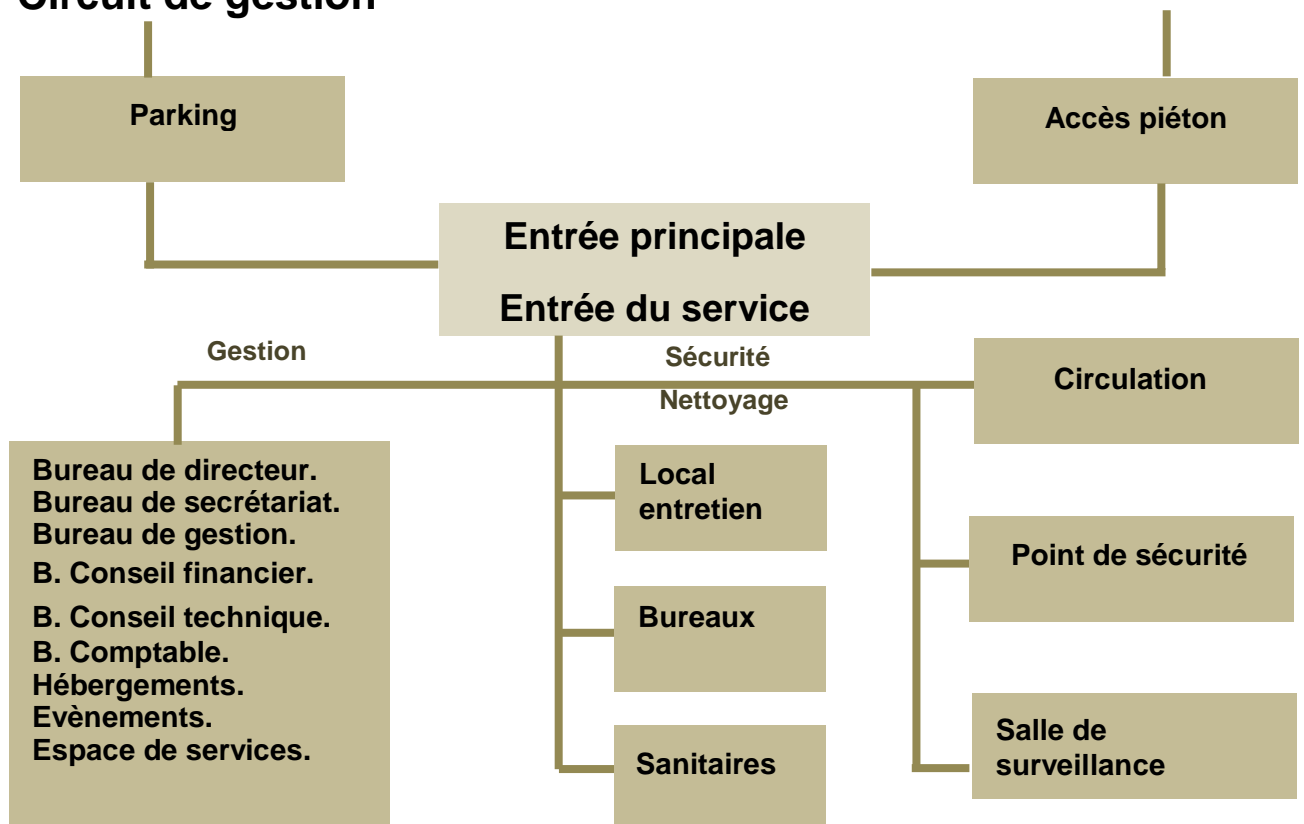 Circuit de gestion
Parking
Accès piéton
Entrée principale
Entrée du service
Gestion
Sécurité
Nettoyage
Circulation
Bureau de directeur.
Bureau de secrétariat.
Bureau de gestion.
B. Conseil financier.
B. Conseil technique.
B. Comptable.
Hébergements.
Evènements.
Espace de services.
Local
entretien
Bureaux
Sanitaires
Point de sécurité
Salle de
surveillance